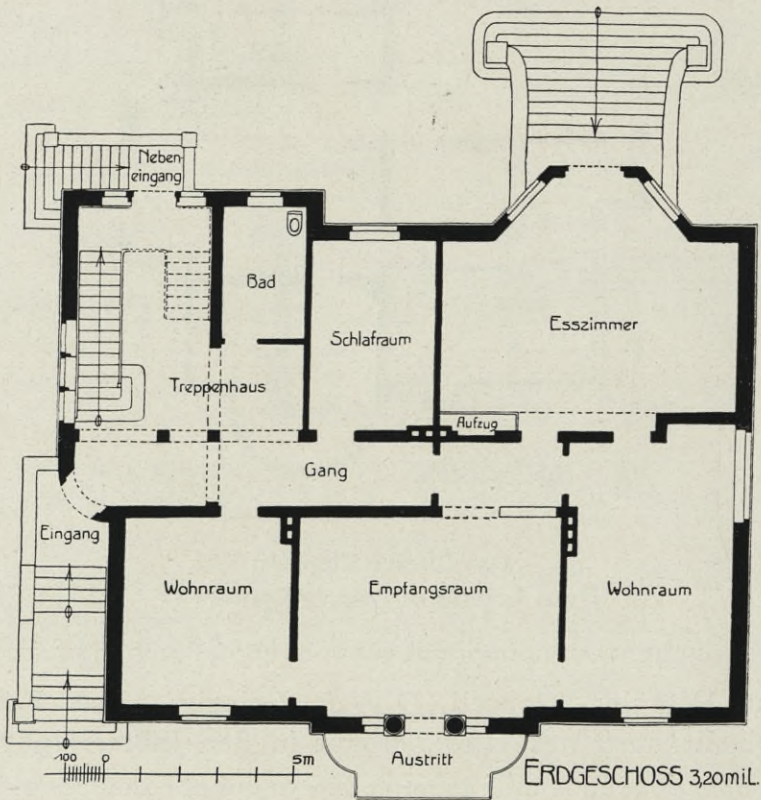 Neben-
eingang
Bad
Schlafraum
Esszimmer
Treppenhaus
Aufzug
Gang
Eingang
Wohnraum
Empfangsraum
Wohnraum
Austritt
100 0 5m
ERDGESCHOSS 3,20 m i.L.